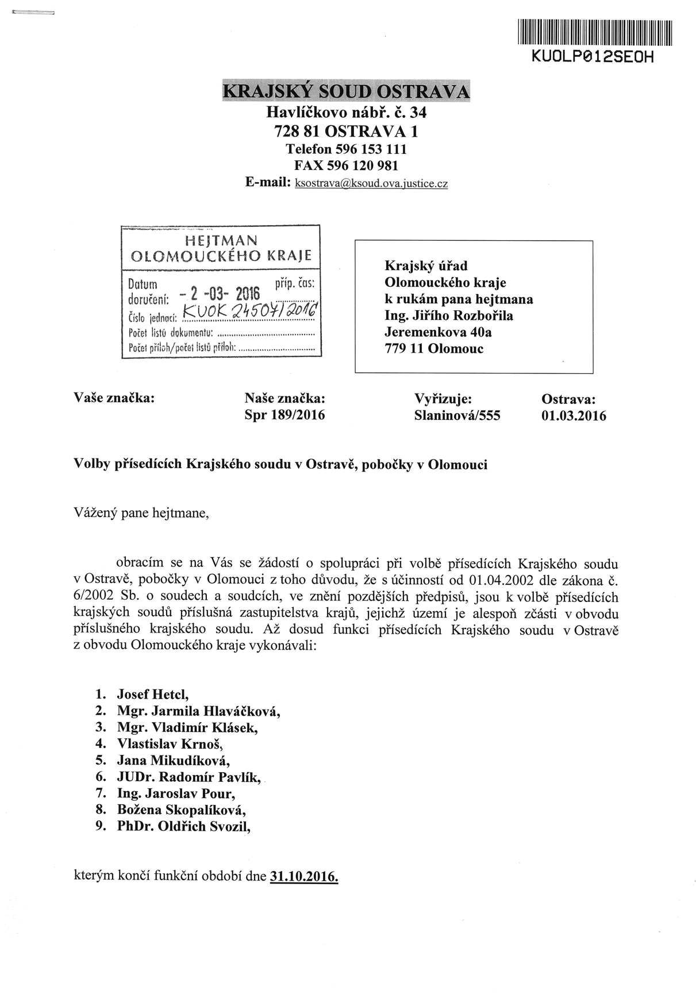 KUOLP012SEOH
KRAJSKÝ SOUD OSTRAVA
Havlíčkovo nábř. č. 34
728 81 OSTRAVA 1
Telefon 596 153 111
FAX 596 120 981
E-mail: ksostrava@ksoud.ova.justice.cz
HEJTMAN
OLOMOUCKÉHO KRAJE
Datum doručení: - 2 -03- 2016 příp. čas:
Číslo jednací: KUOK 24504/2016
Počet listů dokumentu:
Počet příloh/počet listů příloh:
Krajský úřad
Olomouckého kraje
k rukám pana hejtmana
Ing. Jiřího Rozbořila
Jeremenkova 40a
779 11 Olomouc
Vaše značka: Naše značka: Vyřizuje: Ostrava:
Spr 189/2016 Slaninová/555 01.03.2016
Volby přísedících Krajského soudu v Ostravě, pobočky v Olomouci
Vážený pane hejtmane,
obracím se na Vás se žádostí o spolupráci při volbě přísedících Krajského soudu
v Ostravě, pobočky v Olomouci z toho důvodu, že s účinností od 01.04.2002 dle zákona č.
6/2002 Sb. o soudech a soudcích, ve znění pozdějších předpisů, jsou k volbě přísedících
krajských soudů příslušná zastupitelstva krajů, jejichž území je alespoň zčásti v obvodu
příslušného krajského soudu. Až dosud funkci přísedících Krajského soudu v Ostravě
z obvodu Olomouckého kraje vykonávali:
1. Josef Hetcl,
2. Mgr. Jarmila Hlaváčková,
3. Mgr. Vladimír Klásek,
4. Vlastislav Krnoš,
5. Jana Mikudíková,
6. JUDr. Radomír Pavlík,
7. Ing. Jaroslav Pour,
8. Božena Skopalíková,
9. PhDr. Oldřich Svozil,
kterým končí funkční období dne 31.10.2016.